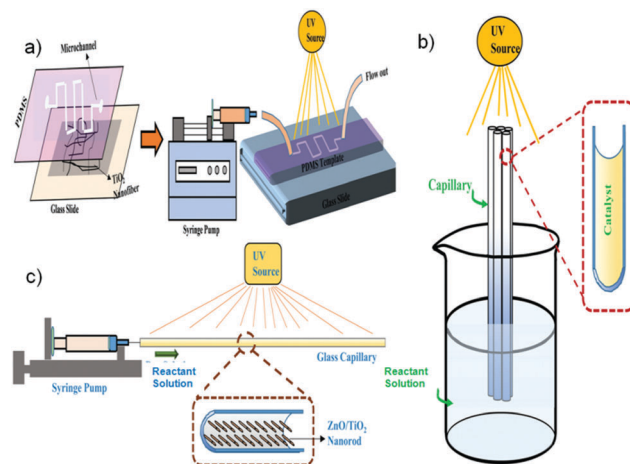 a)
Microchannel
PDMS
TiO2
Nanofiber
Glass Slide
Syringe Pump
UV
Source
Flow out
PDMS Template
Glass Slide
b)
UV
Source
Capillary
Catalyst
Reactant
Solution
c)
UV
Source
Syringe Pump
Reactant
Solution
Glass Capillary
ZnO/TiO2
Nanorod